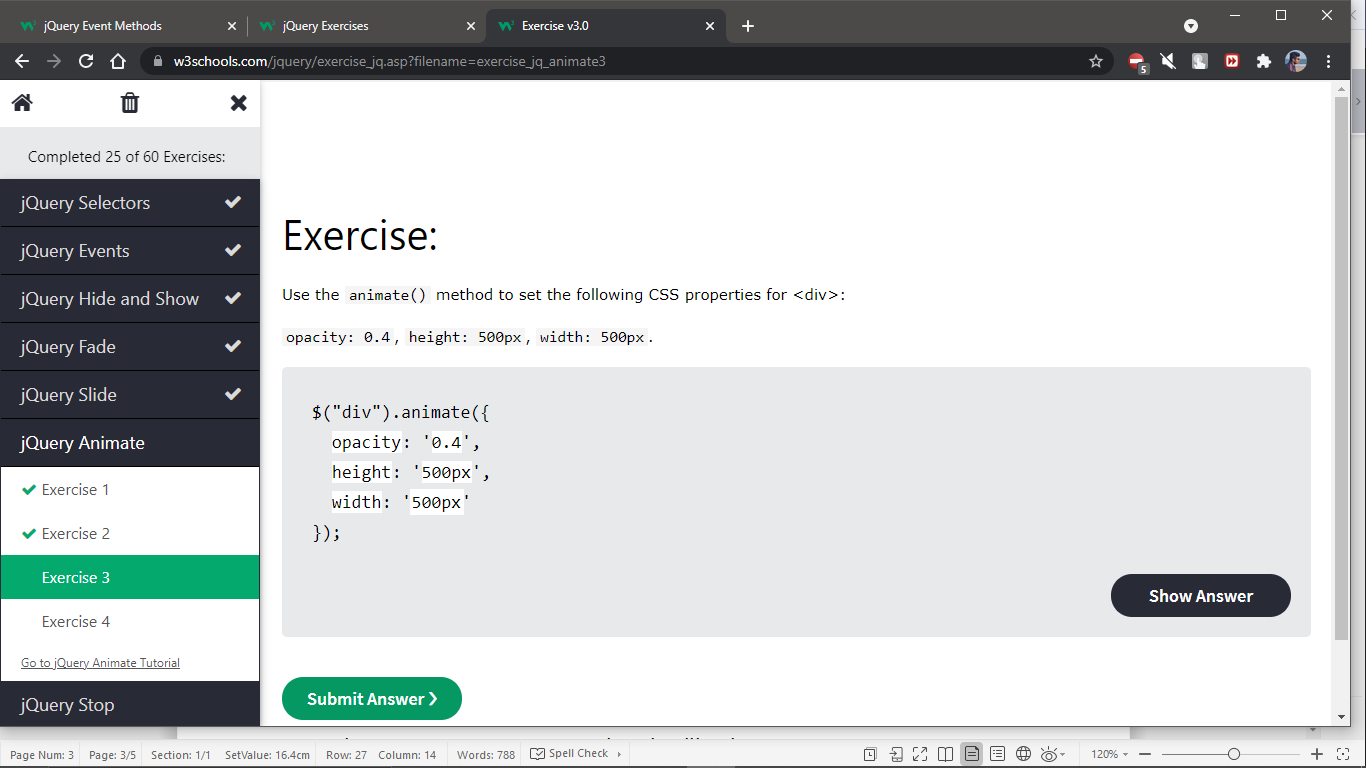 jQuery Event Methods
jQuery Exercises
Exercise v3.0
w3schools.com/jquery/exercise_jq.asp?filename=exercise_jq_animate3
5
Completed 25 of 60 Exercises:
jQuery Selectors
jQuery Events
jQuery Hide and Show
jQuery Fade
jQuery Slide
jQuery Animate
Exercise 1
Exercise 2
Exercise 3
Exercise 4
Go to jQuery Animate Tutorial
jQuery Stop
Exercise:
Use the animate() method to set the following CSS properties for <div>:
opacity: 0.4, height: 500px, width: 500px.
$("div").animate({
opacity: '0.4',
height: '500px',
width: '500px'
});
Show Answer
Submit Answer ❯
Page Num: 3 Page: 3/5 Section: 1/1 SetValue: 16.4cm Row: 27 Column: 14 Words: 788 Spell Check 120%